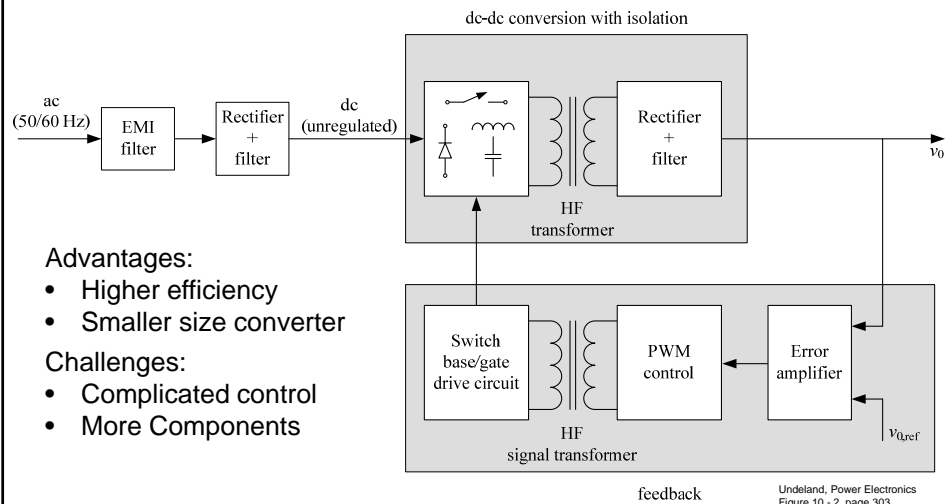 dc-dc conversion with isolation
ac
(50/60 Hz)
EMI
filter
Rectifier
+
filter
dc
(unregulated)
HF
transformer
Rectifier
+
filter
v0
Advantages:
• Higher efficiency
• Smaller size converter
Challenges:
• Complicated control
• More Components
Switch
base/gate
drive circuit
HF
signal transformer
PWM
control
Error
amplifier
v0,ref
feedback
Undeland, Power Electronics
Figure 10 - 2, page 303